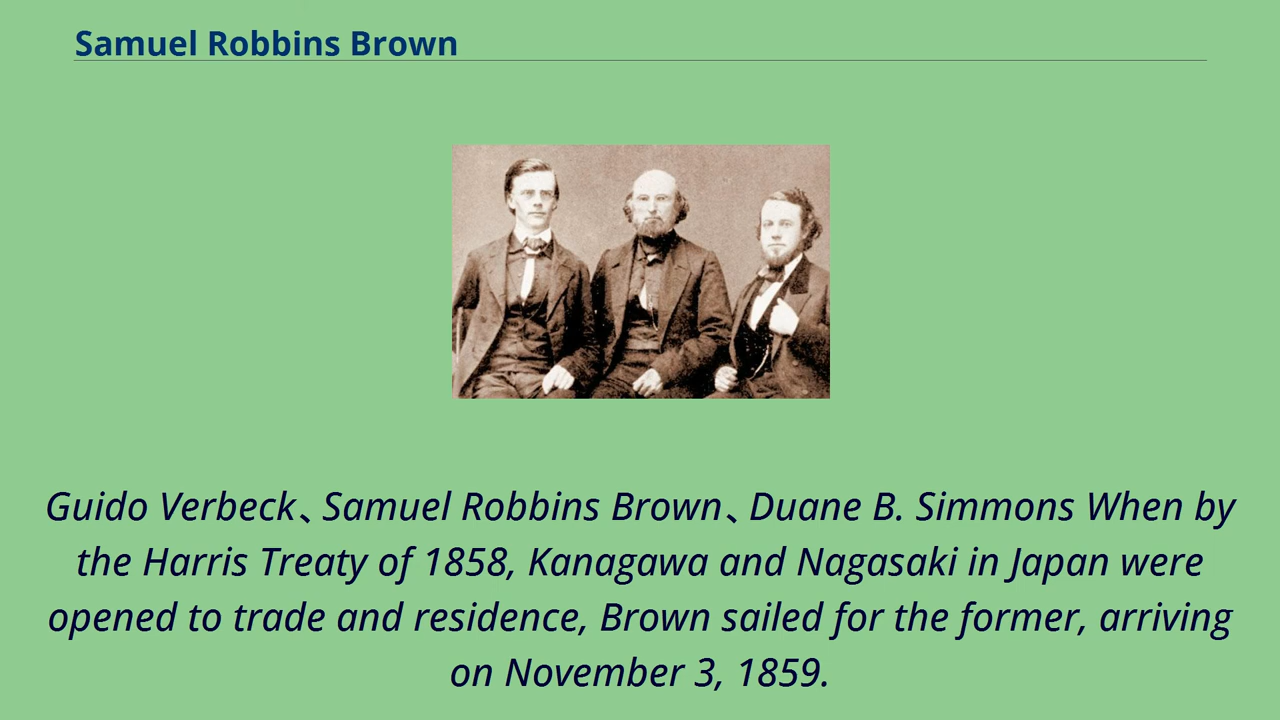 Samuel Robbins Brown
Guido Verbeck、Samuel Robbins Brown、Duane B. Simmons When by
the Harris Treaty of 1858, Kanagawa and Nagasaki in Japan were
opened to trade and residence, Brown sailed for the former, arriving
on November 3, 1859.